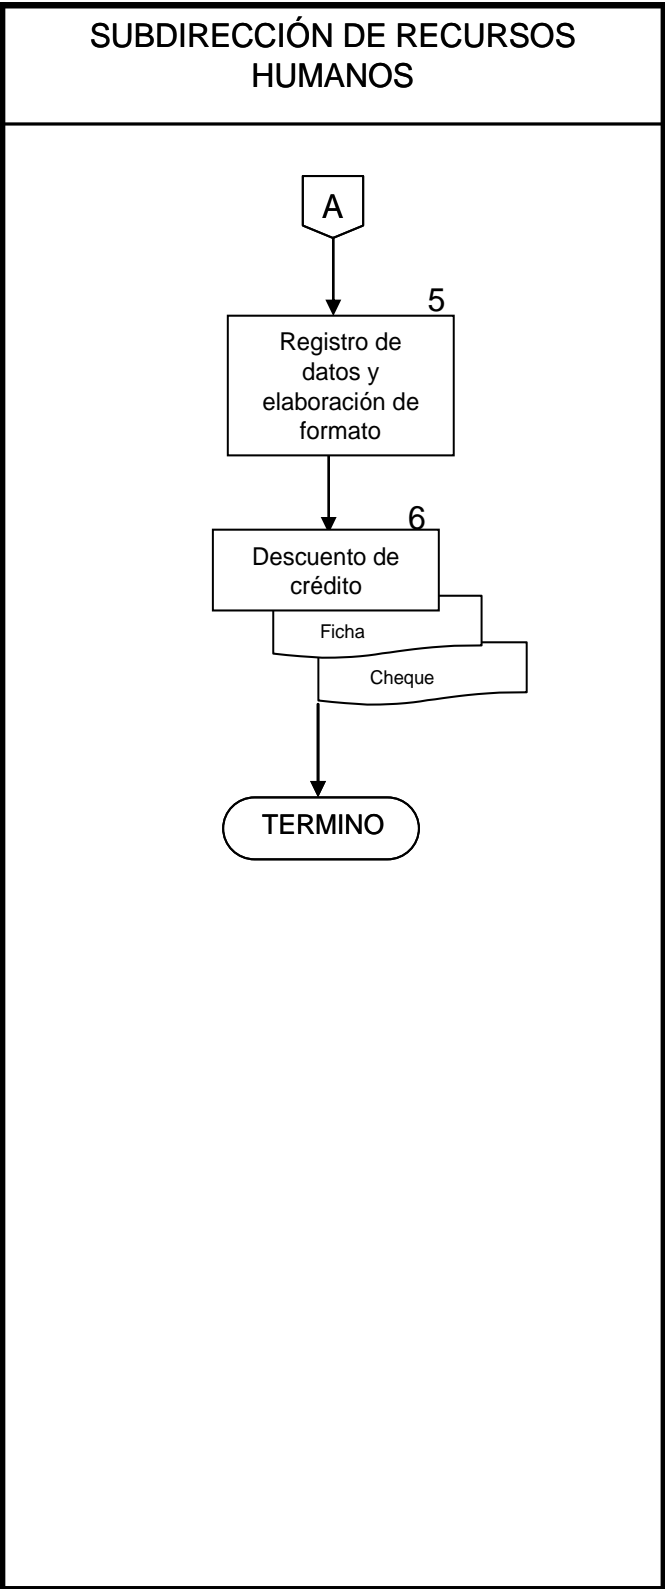 SUBDIRECCIÓN DE RECURSOS
HUMANOS
A
5
Registro de
datos y
elaboración de
formato
6
Descuento de
crédito
Ficha
Cheque
TERMINO